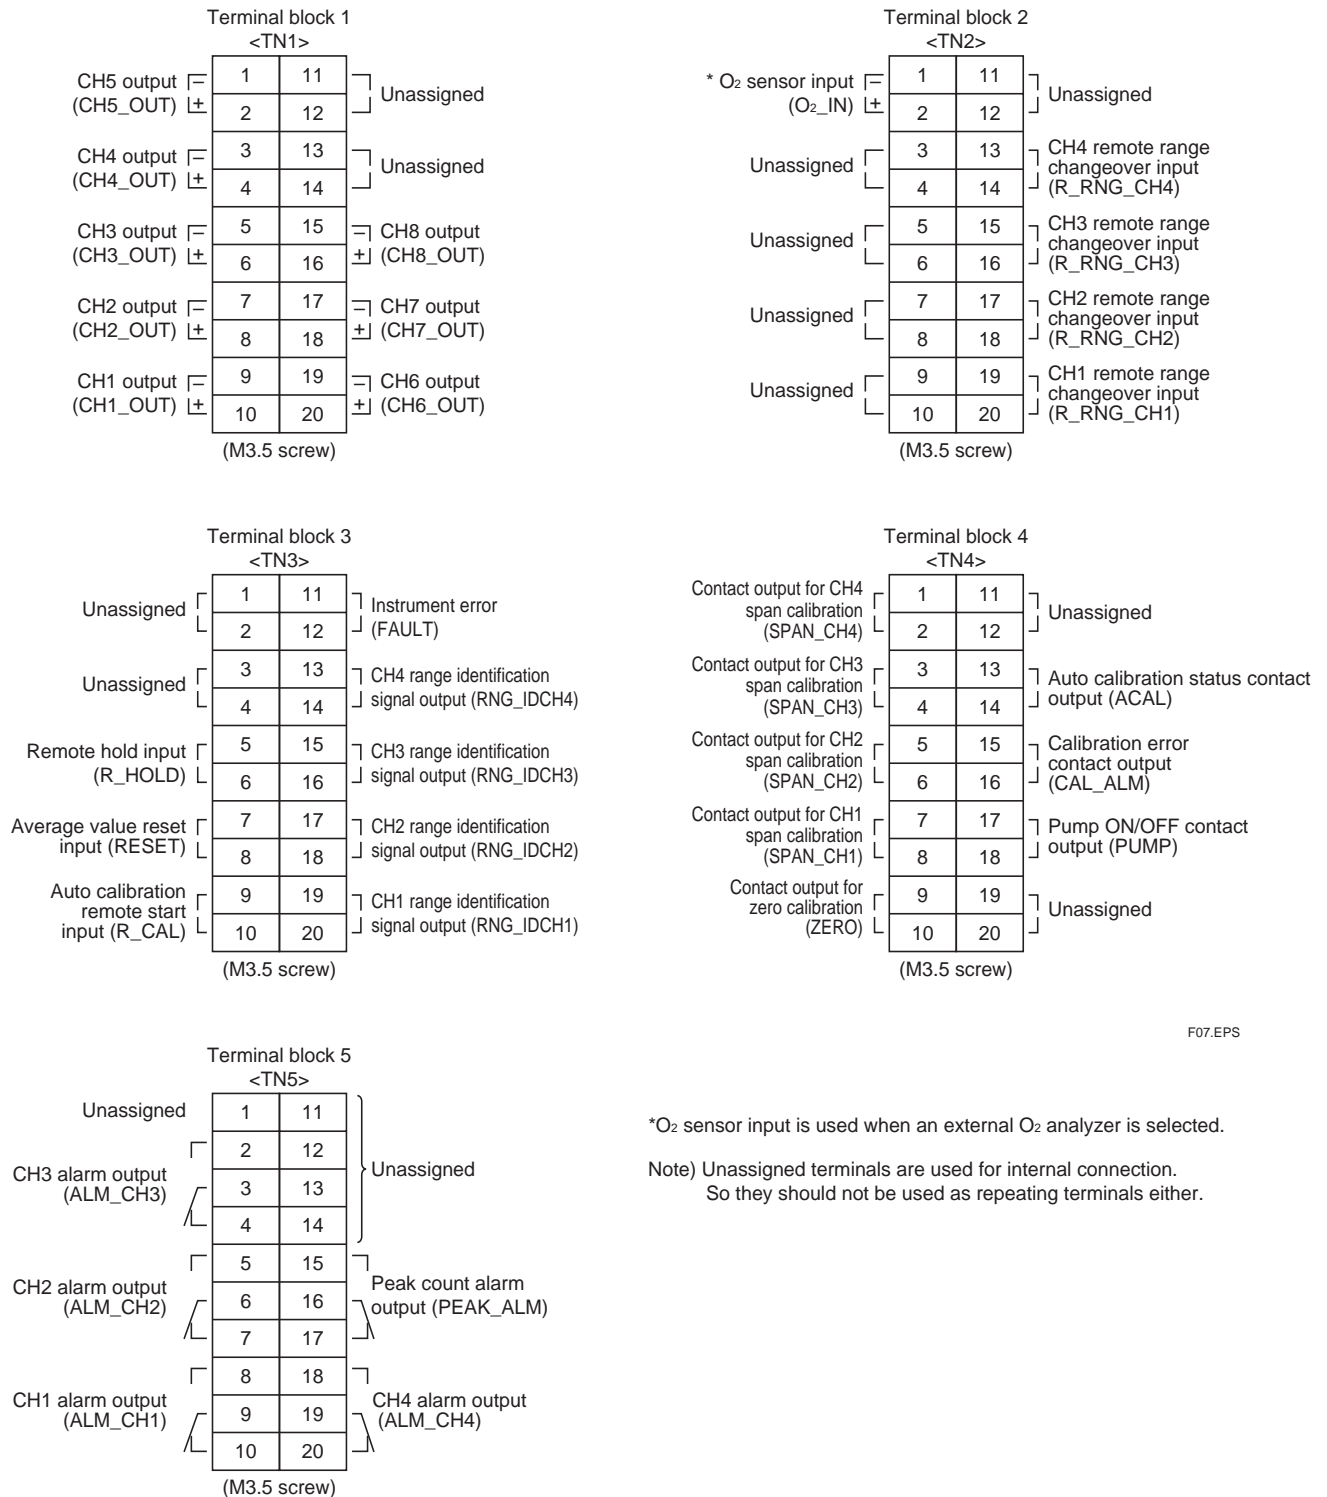 Terminal block 1
<TN1>
CH5 output –
(CH5_OUT) +
1 11
2 12
Unassigned
CH4 output –
(CH4_OUT) +
3 13
4 14
Unassigned
CH3 output –
(CH3_OUT) +
5 15
6 16
– CH8 output
+ (CH8_OUT)
CH2 output –
(CH2_OUT) +
7 17
8 18
– CH7 output
+ (CH7_OUT)
CH1 output –
(CH1_OUT) +
9 19
10 20
– CH6 output
+ (CH6_OUT)
(M3.5 screw)
Terminal block 2
<TN2>
* O2 sensor input –
(O2_IN) +
1 11
2 12
Unassigned
Unassigned
3 13
4 14
CH4 remote range
changeover input
(R_RNG_CH4)
Unassigned
5 15
6 16
CH3 remote range
changeover input
(R_RNG_CH3)
Unassigned
7 17
8 18
CH2 remote range
changeover input
(R_RNG_CH2)
Unassigned
9 19
10 20
CH1 remote range
changeover input
(R_RNG_CH1)
(M3.5 screw)
Terminal block 3
<TN3>
Unassigned
1 11
2 12
Instrument error
(FAULT)
Unassigned
3 13
4 14
CH4 range identification
signal output (RNG_IDCH4)
Remote hold input
(R_HOLD)
5 15
6 16
CH3 range identification
signal output (RNG_IDCH3)
Average value reset
input (RESET)
7 17
8 18
CH2 range identification
signal output (RNG_IDCH2)
Auto calibration
remote start
input (R_CAL)
9 19
10 20
CH1 range identification
signal output (RNG_IDCH1)
(M3.5 screw)
Terminal block 4
<TN4>
Contact output for CH4
span calibration
(SPAN_CH4)
1 11
2 12
Unassigned
Contact output for CH3
span calibration
(SPAN_CH3)
3 13
4 14
Auto calibration status contact
output (ACAL)
Contact output for CH2
span calibration
(SPAN_CH2)
5 15
6 16
Calibration error
contact output
(CAL_ALM)
Contact output for CH1
span calibration
(SPAN_CH1)
7 17
8 18
Pump ON/OFF contact
output (PUMP)
Contact output for
zero calibration
(ZERO)
9 19
10 20
Unassigned
(M3.5 screw)
F07.EPS
Terminal block 5
<TN5>
Unassigned
1 11
CH3 alarm output
(ALM_CH3)
2 12
3 13
4 14
Unassigned
CH2 alarm output
(ALM_CH2)
5 15
6 16
7 17
Peak count alarm
output (PEAK_ALM)
CH1 alarm output
(ALM_CH1)
8 18
9 19
10 20
CH4 alarm output
(ALM_CH4)
(M3.5 screw)
*O2 sensor input is used when an external O2 analyzer is selected.
Note) Unassigned terminals are used for internal connection.
So they should not be used as repeating terminals either.